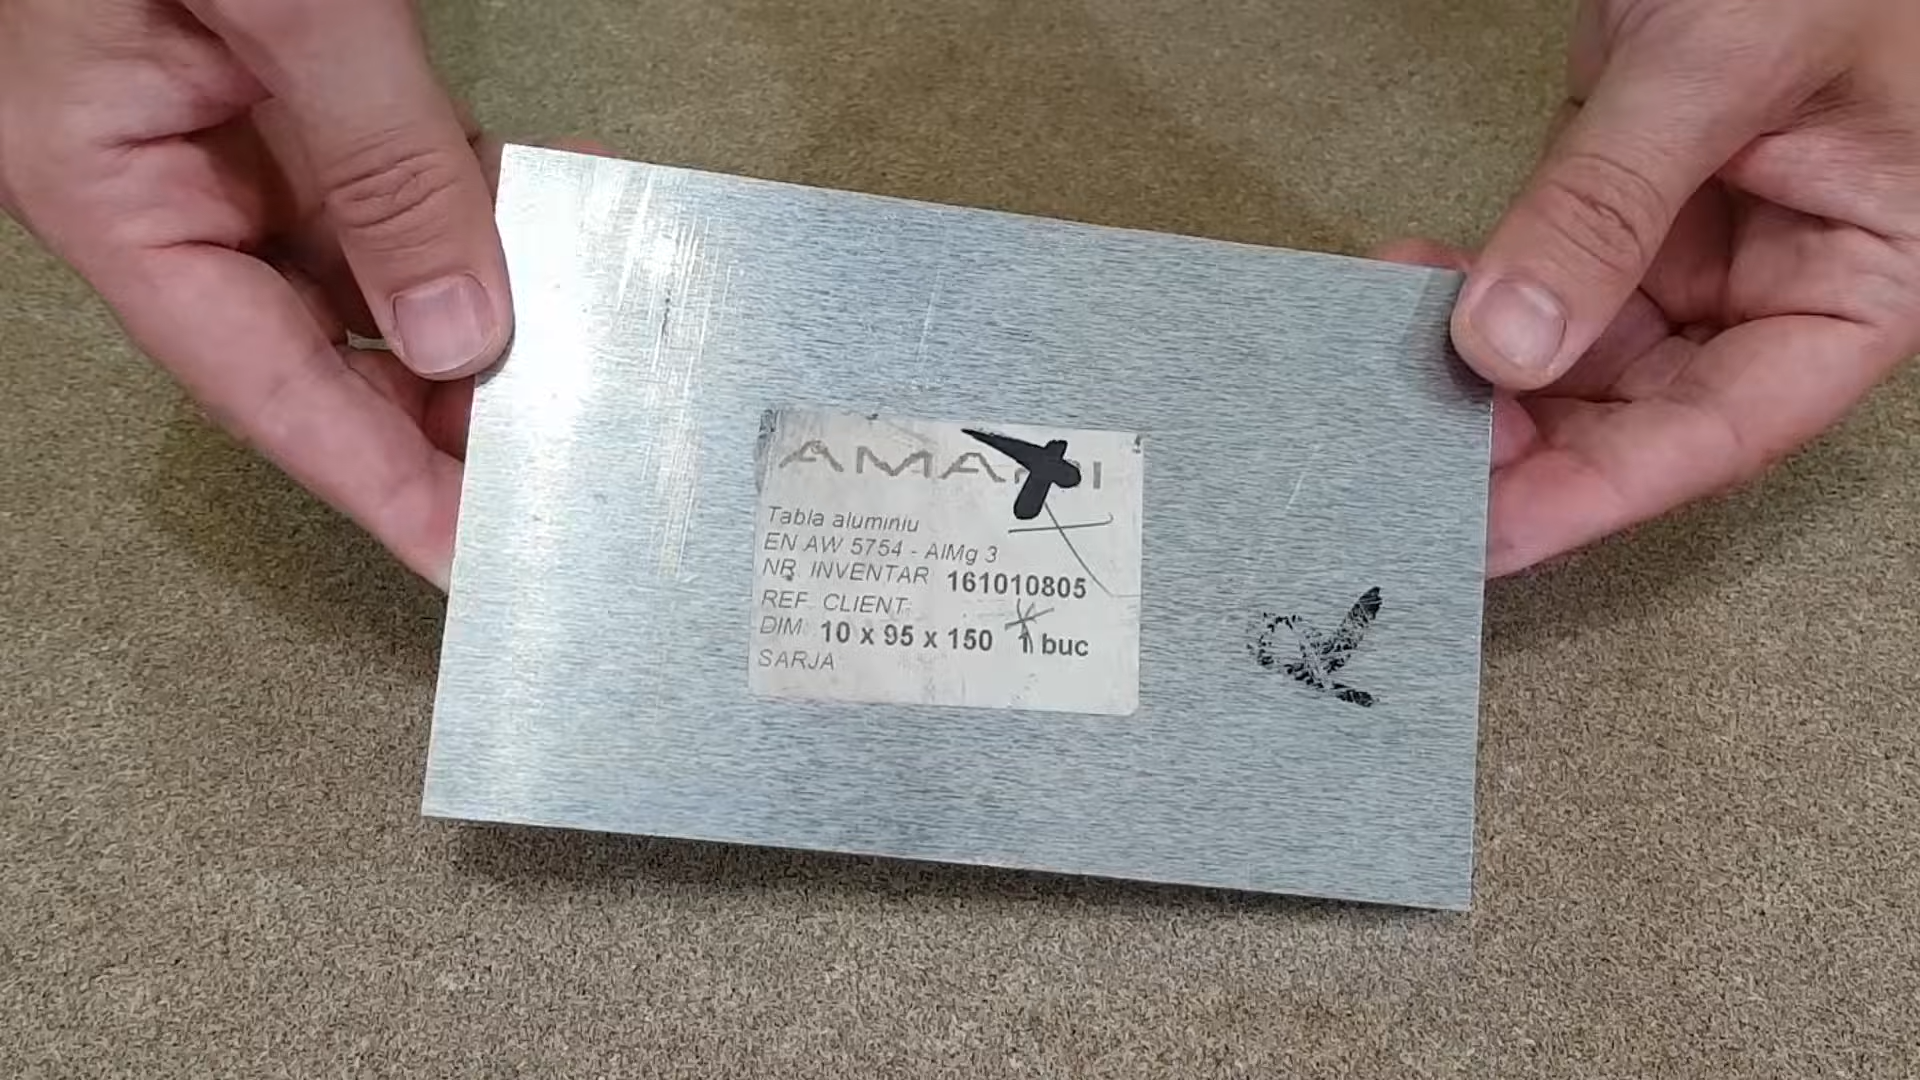 Tabla aluminiu
EN AW 5754 - AlMg 3
NR. INVENTAR 161010805
REF. CLIENT:
DIM: 10 x 95 x 150 1 buc
SARJA: